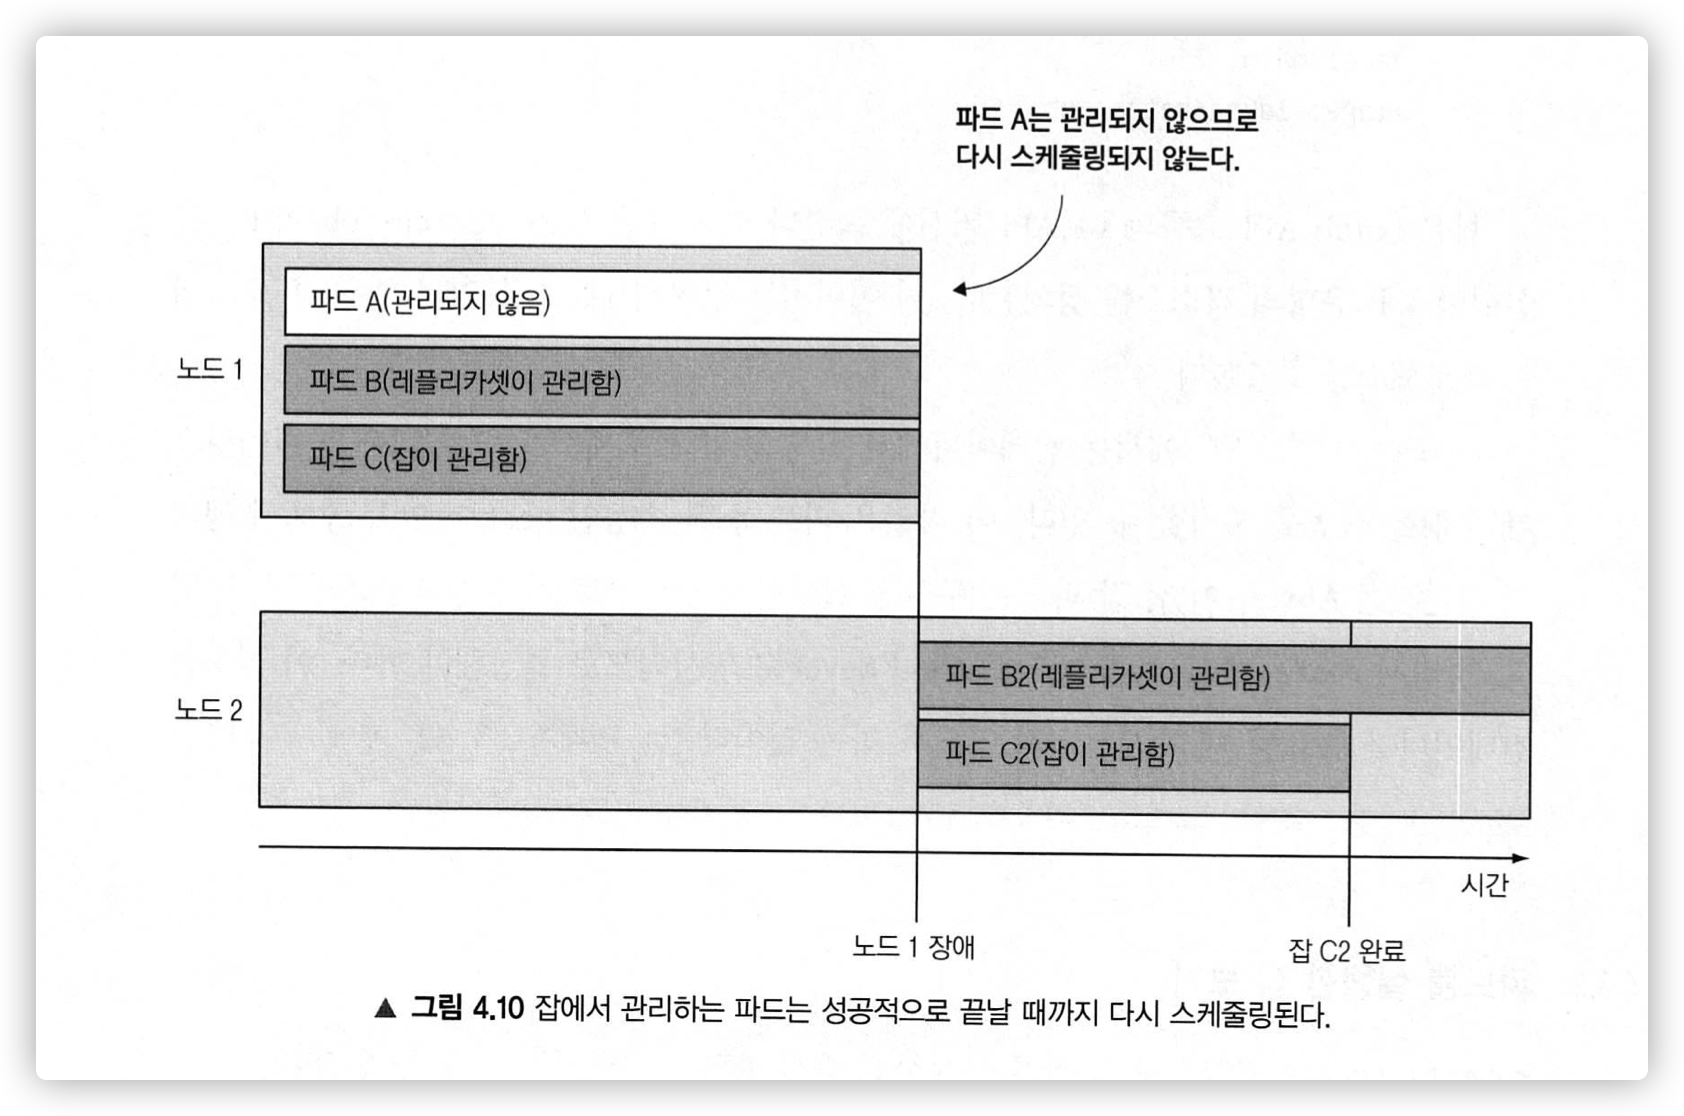 파드 A는 관리되지 않으므로
다시 스케줄링되지 않는다.
노드 1
파드 A(관리되지 않음)
파드 B(레플리카셋이 관리함)
파드 C(잡이 관리함)
노드 2
파드 B2(레플리카셋이 관리함)
파드 C2(잡이 관리함)
시간
노드 1 장애
잡 C2 완료
▲ 그림 4.10 잡에서 관리하는 파드는 성공적으로 끝날 때까지 다시 스케줄링된다.